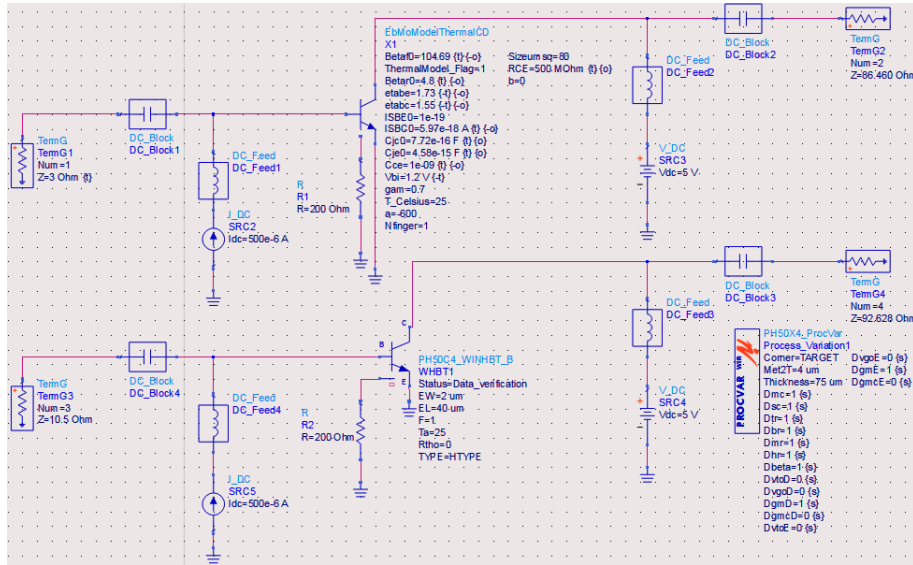 EbMoModelThermalCD
X1
Betaf0=104.69 {t} {-o}
ThermalModel_Flag=1
Betar0=4.8 {t} {-o}
etabe=1.73 {-t} {-o}
etabc=1.55 {-t} {-o}
ISBE0=1e-19
ISBC0=5.97e-18 A {t} {-o}
Cjc0=7.72e-16 F {t} {o}
Cje0=4.58e-15 F {t} {o}
Cce=1e-09 {t} {o}
Vbi=1.2 V {-t}
gam=0.7
T_Celsius=25
a=-600
Nfinger=1
Sizeum sq=80
RCE=500 MOhm {t} {o}
b=0
DC_Block
DC_Block2
TermG
TermG2
Num=2
Z=86.460 Ohm
DC_Feed
DC_Feed2
DC_Block
DC_Block1
TermG
TermG1
Num=1
Z=3 Ohm {t}
DC_Feed
DC_Feed1
R
R1
R=200 Ohm
V_DC
SRC3
Vdc=5 V
I_DC
SRC2
Idc=500e-6 A
DC_Block
DC_Block3
TermG
TermG4
Num=4
Z=92.628 Ohm
DC_Feed
DC_Feed3
C
B
E
PH50C4_WINHBT_B
WHBT1
Status=Data_verification
EW=2 um
EL=40 um
F=1
Ta=25
Rtho=0
TYPE=HTYPE
DC_Block
DC_Block4
TermG
TermG3
Num=3
Z=10.5 Ohm
DC_Feed
DC_Feed4
R
R2
R=200 Ohm
V_DC
SRC4
Vdc=5 V
I_DC
SRC5
Idc=500e-6 A
PROCVAR win
PH50X4_ProcVar
Process_Variation1
Corner=TARGET
Met2T=4 um
Thickness=75 um
Dmc=1 {s}
Dsc=1 {s}
Dtr=1 {s}
Dbr=1 {s}
Dmr=1 {s}
Dhr=1 {s}
Dbeta=1 {s}
DvtoD=0 {s}
DvgoD=0 {s}
DgmD=1 {s}
DgmcD=0 {s}
DvtoE=0 {s}
DvgoE=0 {s}
DgmE=1 {s}
DgmcE=0 {s}